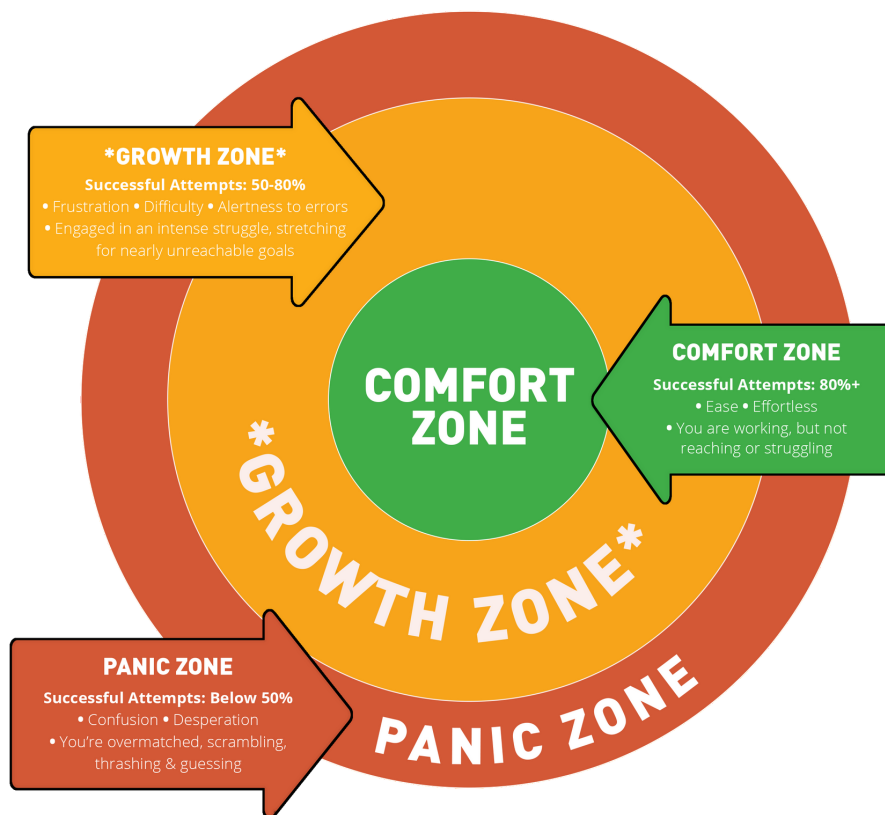 *GROWTH ZONE*
Successful Attempts: 50-80%
• Frustration • Difficulty • Alertness to errors
• Engaged in an intense struggle, stretching
for nearly unreachable goals
COMFORT
ZONE
COMFORT ZONE
Successful Attempts: 80%+
• Ease • Effortless
• You are working, but not
reaching or struggling
*GROWTH ZONE*
PANIC ZONE
Successful Attempts: Below 50%
• Confusion • Desperation
• You’re overmatched, scrambling,
thrashing & guessing
PANIC ZONE